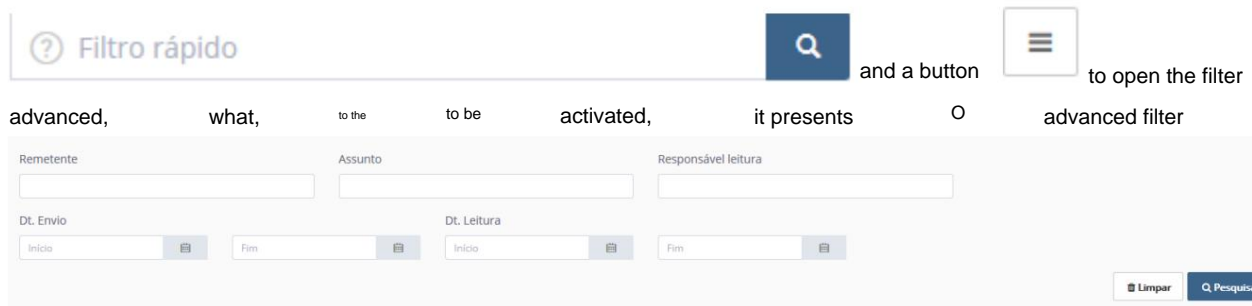 Filtro rápido and a button to open the filter
advanced, what, to the to be activated, it presents O advanced filter
Remetente Assunto Responsável leitura
Dt. Envio Dt. Leitura
Início Fim Início Fim
Limpar Pesquisa